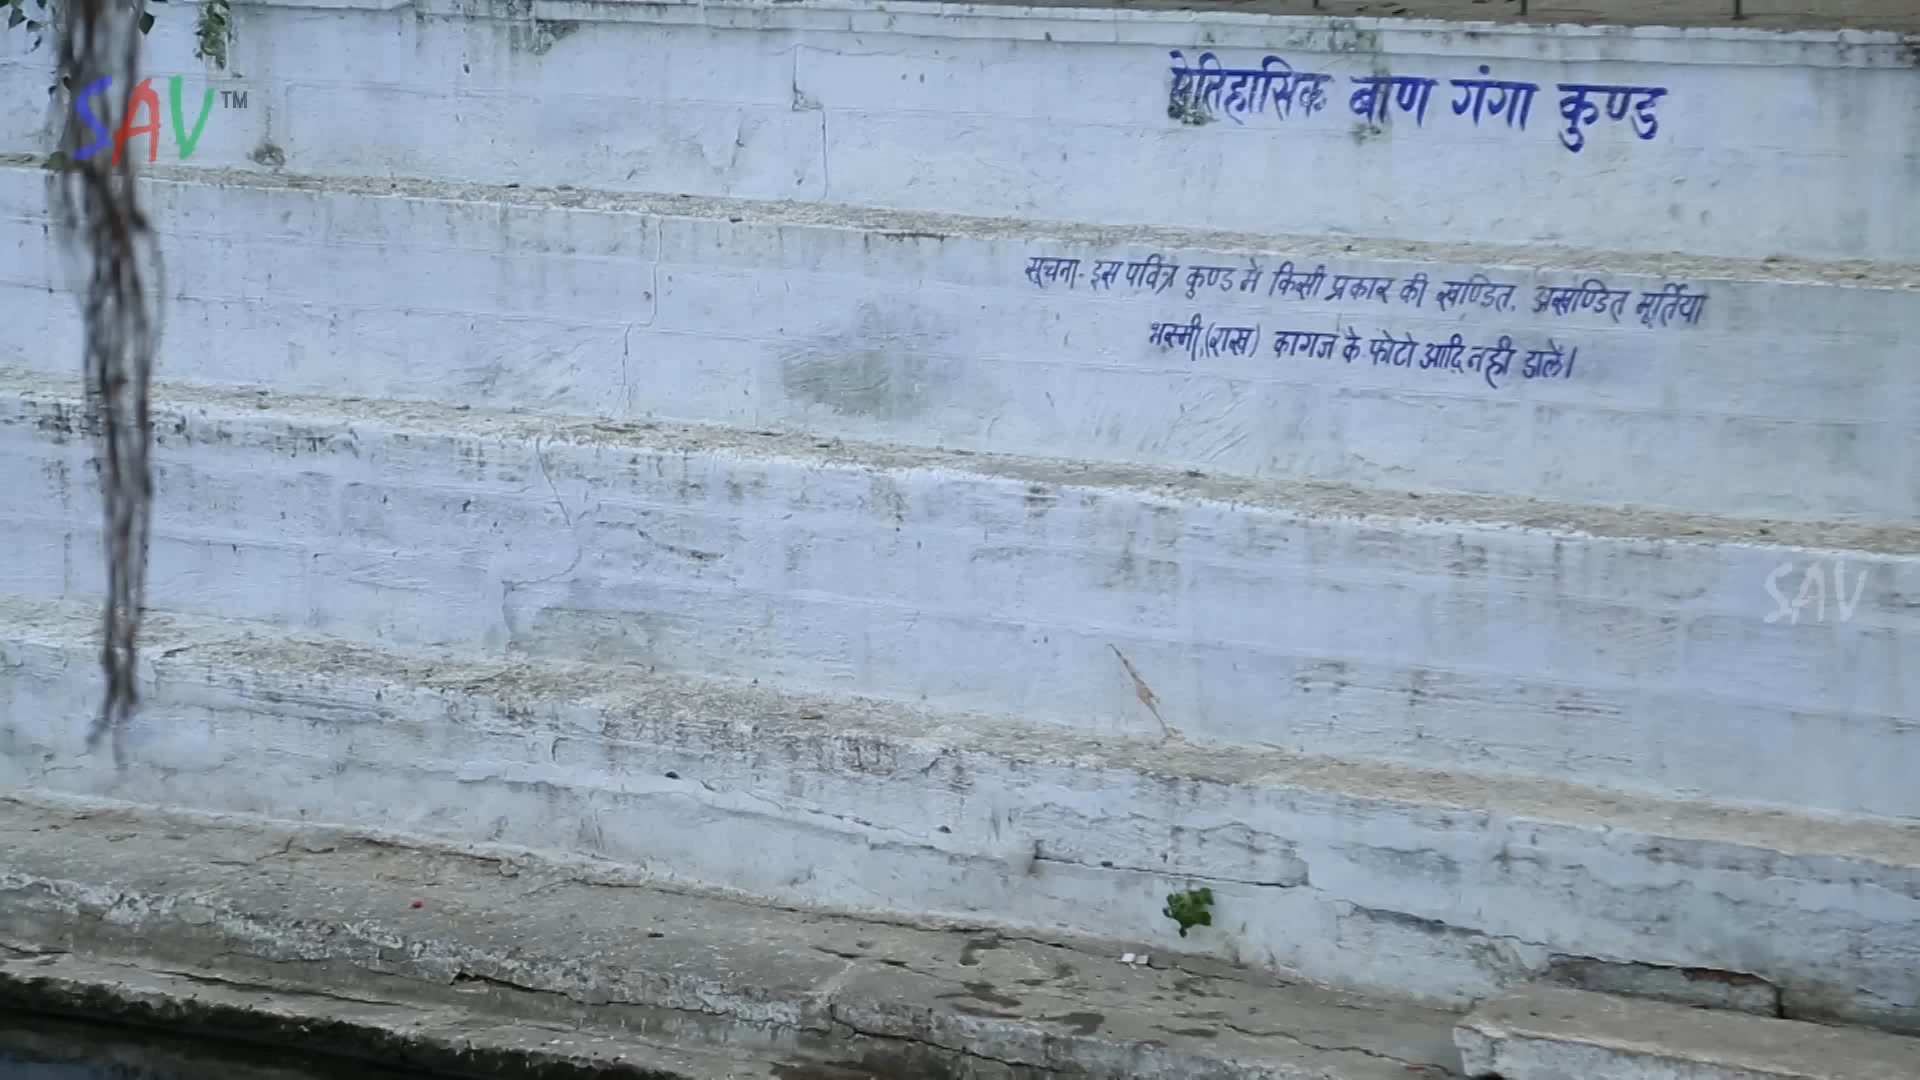 SAV™
ऐतिहासिक बाण गंगा कुण्ड
सूचना- इस पवित्र कुण्ड मे किसी प्रकार की खण्डित, अखण्डित मूर्तिया
भस्मी,(राख) कागज के फोटो आदि नही डाले।
SAV